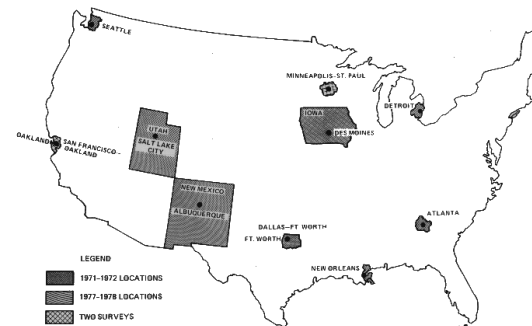 SEATTLE
MINNEAPOLIS-ST. PAUL
DETROIT
IOWA
DES MOINES
UTAH
SALT LAKE
CITY
OAKLAND
SAN FRANCISCO-
OAKLAND
NEW MEXICO
ALBUQUERQUE
ATLANTA
DALLAS-FT WORTH
FT. WORTH
NEW ORLEANS
LEGEND
1971-1972 LOCATIONS
1977-1978 LOCATIONS
TWO SURVEYS